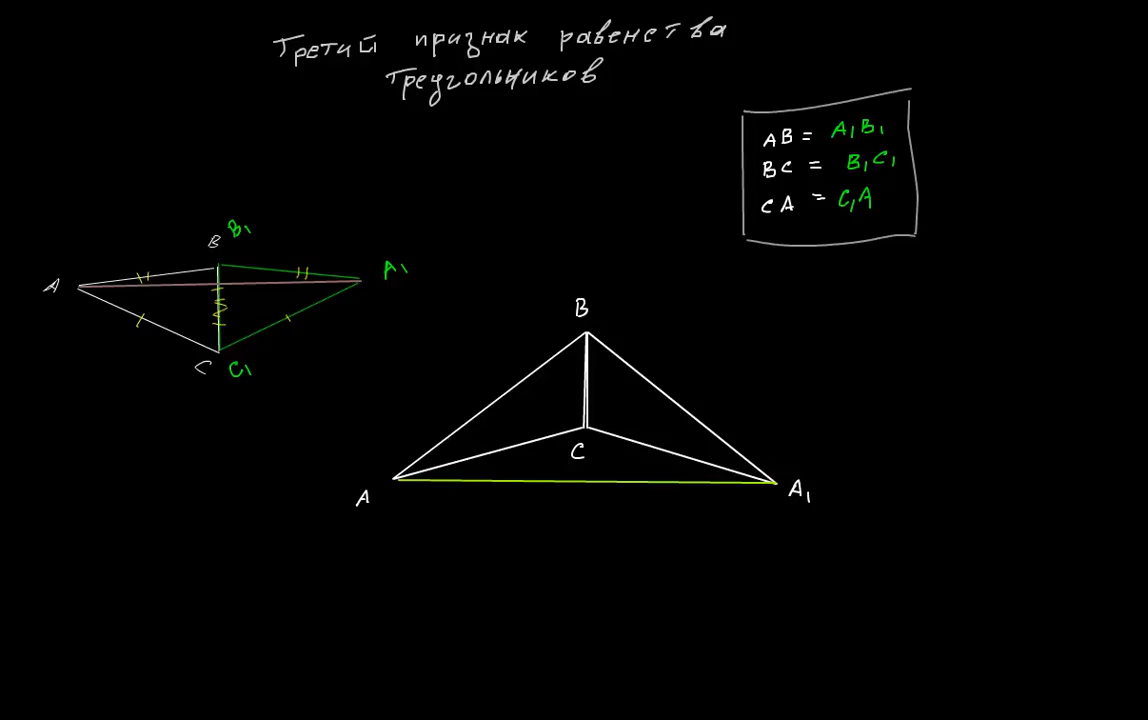 Третий признак равенства
треугольников
AB = A₁B₁
BC = B₁C₁
CA = C₁A
B B₁
A A₁
C C₁
B
C
A A₁